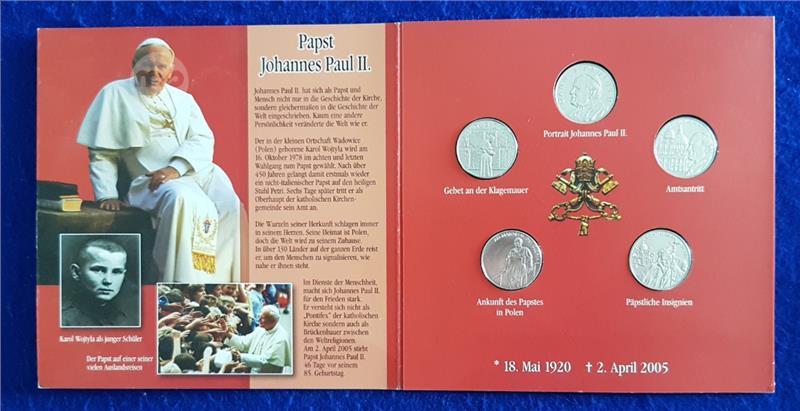 Papst
Johannes Paul II.
Johannes Paul II. hat sich als Papst und
Mensch nicht nur in die Geschichte der Kirche,
sondern gleichermaßen in die Geschichte der
Welt eingeschrieben. Kaum eine andere
Persönlichkeit veränderte die Welt wie er.
Der in der kleinen Ortschaft Wadowice
(Polen) geborene Karol Wojtyla wird am
16. Oktober 1978 im achten und letzten
Wahlgang zum Papst gewählt. Nach über
450 Jahren gelangt damit erstmals wieder
ein nicht-italienischer Papst auf den heiligen
Stuhl Petri. Sechs Tage später tritt er als
Oberhaupt der katholischen Kirchen-
gemeinde sein Amt an.
Die Wurzeln seiner Herkunft schlagen immer
in seinem Herzen. Seine Heimat ist Polen,
doch die Welt wird zu seinem Zuhause.
In über 130 Länder auf der ganzen Erde reist
er, um den Menschen zu signalisieren, wie
nahe er ihnen steht.
Im Dienste der Menschheit,
macht sich Johannes Paul II.
für den Frieden stark.
Er versteht sich nicht als
„Pontifex" der katholischen
Kirche sondern auch als
Brückenbauer zwischen
den Weltreligionen.
Am 2. April 2005 stirbt
Papst Johannes Paul II.
46 Tage vor seinem
85. Geburtstag.
Karol Wojtyla als junger Schüler
Der Papst auf einer seiner
vielen Auslandsreisen
Portrait Johannes Paul II.
Gebet an der Klagemauer
Amtsantritt
Ankunft des Papstes
in Polen
Päpstliche Insignien
* 18. Mai 1920 † 2. April 2005